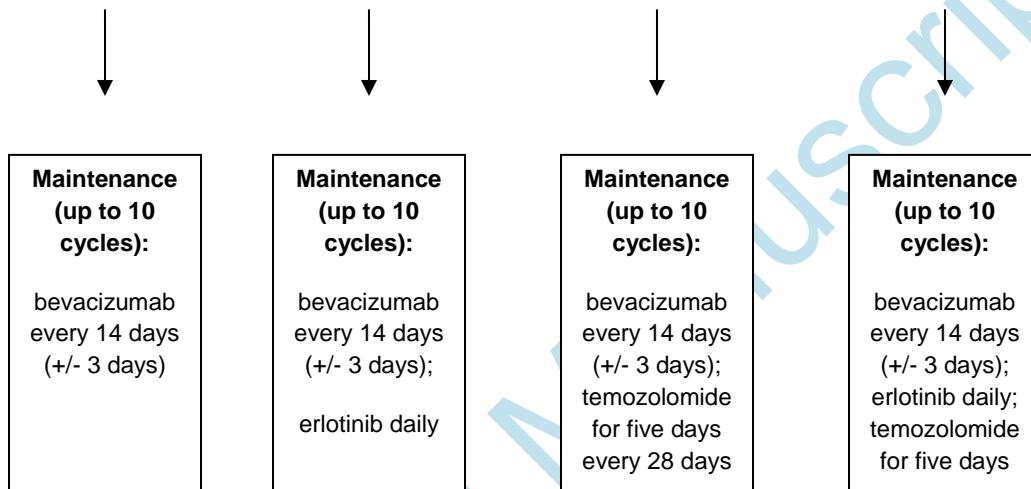 Maintenance
(up to 10
cycles):
bevacizumab
every 14 days
(+/- 3 days)
Maintenance
(up to 10
cycles):
bevacizumab
every 14 days
(+/- 3 days);
erlotinib daily
Maintenance
(up to 10
cycles):
bevacizumab
every 14 days
(+/- 3 days);
temozolomide
for five days
every 28 days
Maintenance
(up to 10
cycles):
bevacizumab
every 14 days
(+/- 3 days);
erlotinib daily;
temozolomide
for five days